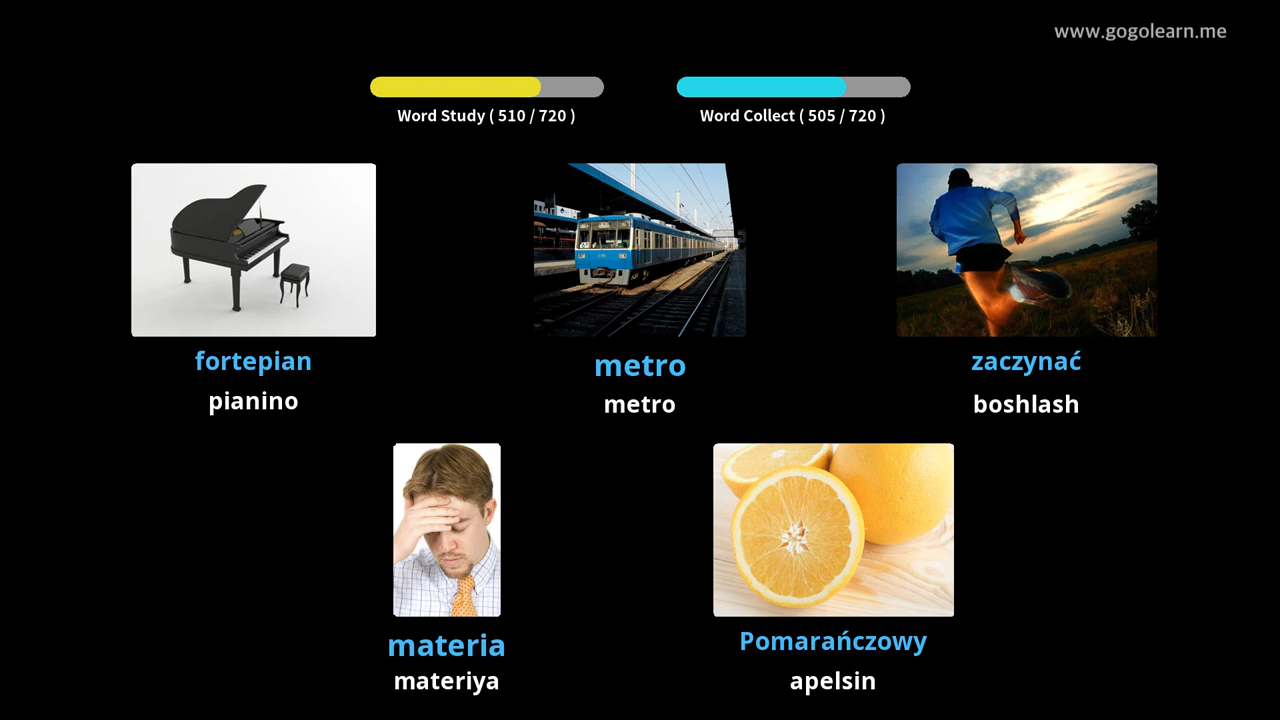 www.gogolearn.me
Word Study ( 510 / 720 )
Word Collect ( 505 / 720 )
fortepian
pianino
metro
metro
zaczynać
boshlash
materia
materiya
Pomarańczowy
apelsin